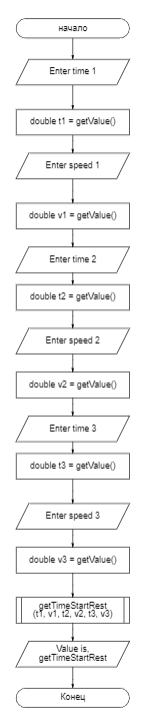 начало
Enter time 1
double t1 = getValue()
Enter speed 1
double v1 = getValue()
Enter time 2
double t2 = getValue()
Enter speed 2
double v2 = getValue()
Enter time 3
double t3 = getValue()
Enter speed 3
double v3 = getValue()
getTimeStartRest
(t1, v1, t2, v2, t3, v3)
Value is,
getTimeStartRest
Конец